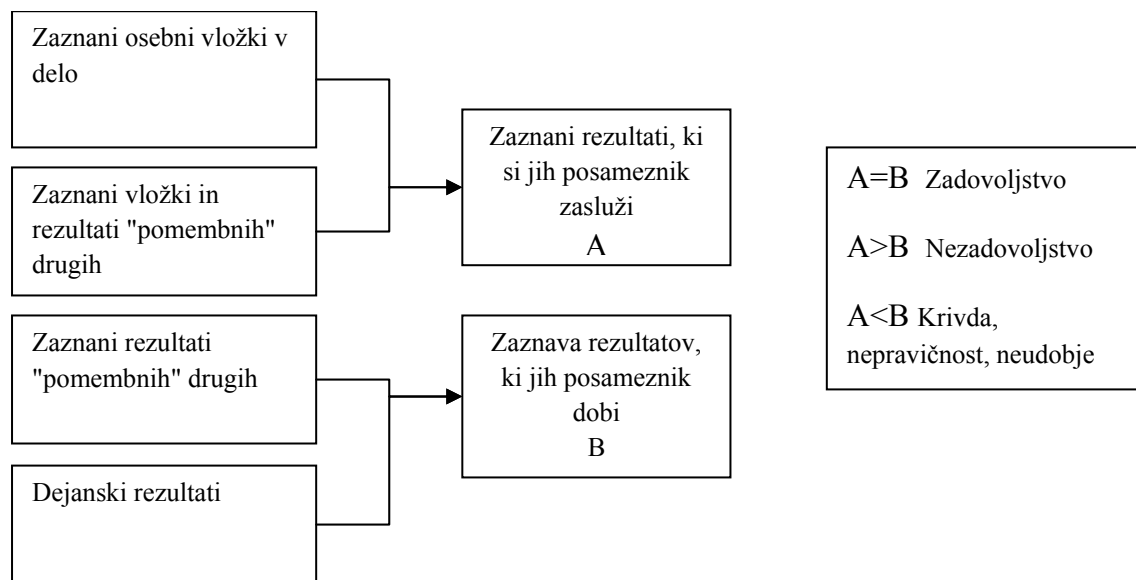 Zaznani osebni vložki v
delo
Zaznani vložki in
rezultati "pomembnih"
drugih
Zaznani rezultati
"pomembnih" drugih
Dejanski rezultati
Zaznani rezultati, ki
si jih posameznik
zasluži
A
Zaznava rezultatov,
ki jih posameznik
dobi
B
A=B Zadovoljstvo
A>B Nezadovoljstvo
A<B Krivda,
nepravičnost, neudobje